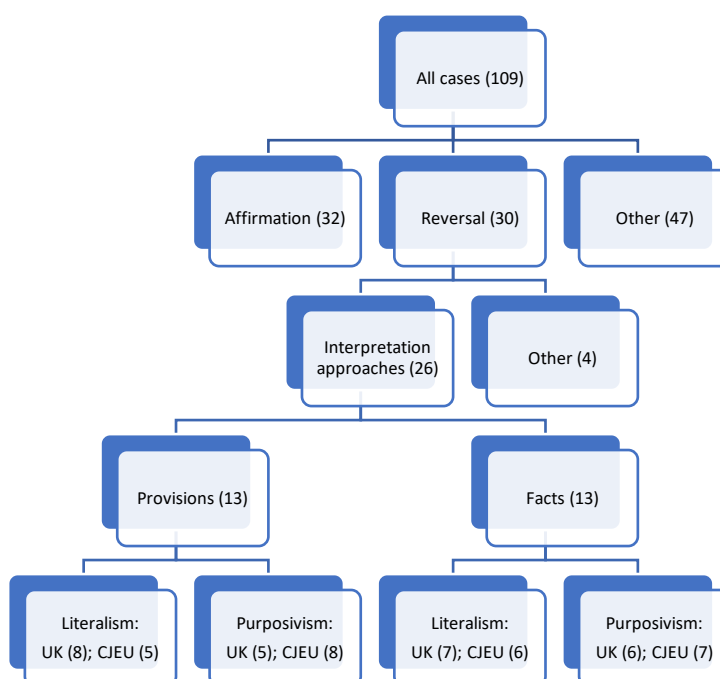 All cases (109)
Affirmation (32)
Reversal (30)
Other (47)
Interpretation
approaches (26)
Other (4)
Provisions (13)
Facts (13)
Literalism:
UK (8); CJEU (5)
Purposivism:
UK (5); CJEU (8)
Literalism:
UK (7); CJEU (6)
Purposivism:
UK (6); CJEU (7)